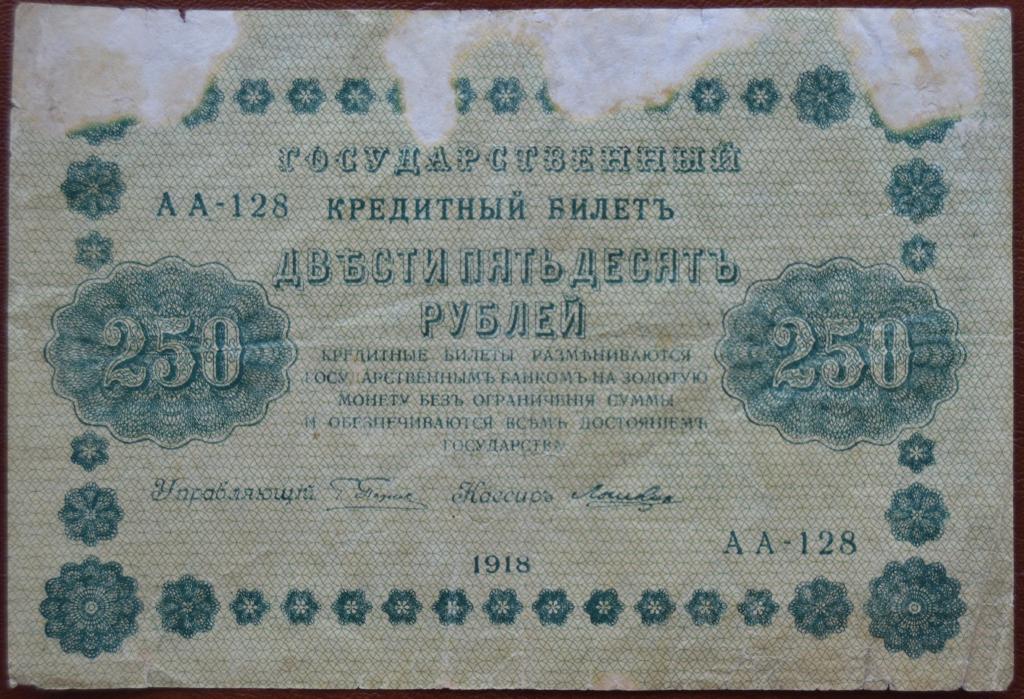 ГОСУДАРСТВЕННЫЙ
АА-128 КРЕДИТНЫЙ БИЛЕТЪ
ДВѢСТИ ПЯТЬДЕСЯТЪ
РУБЛЕЙ
250 250
КРЕДИТНЫЕ БИЛЕТЫ РАЗМѢНИВАЮТСЯ
ГОСУДАРСТВЕННЫМЪ БАНКОМЪ НА ЗОЛОТУЮ
МОНЕТУ БЕЗЪ ОГРАНИЧЕНІЯ СУММЫ
И ОБЕЗПЕЧИВАЮТСЯ ВСѢМЪ ДОСТОЯНІЕМЪ
ГОСУДАРСТВА
Управляющій Кассиръ
АА-128
1918